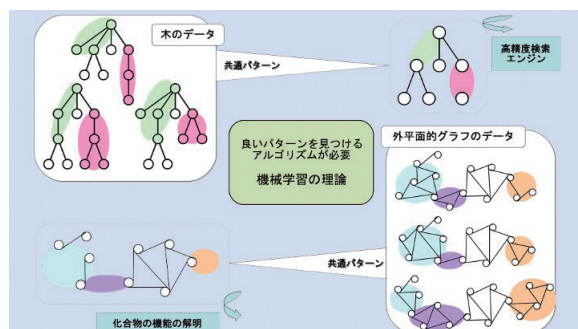 木のデータ
共通パターン
高精度検索
エンジン
良いパターンを見つける
アルゴリズムが必要
機械学習の理論
外平面的グラフのデータ
共通パターン
化合物の機能の解明